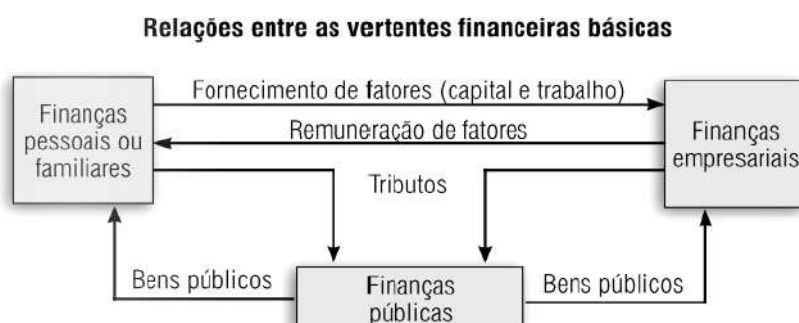 Relações entre as vertentes financeiras básicas
Fornecimento de fatores (capital e trabalho)
Finanças
pessoais ou
familiares
Remuneração de fatores
Finanças
empresariais
Tributos
Bens públicos
Finanças
públicas
Bens públicos